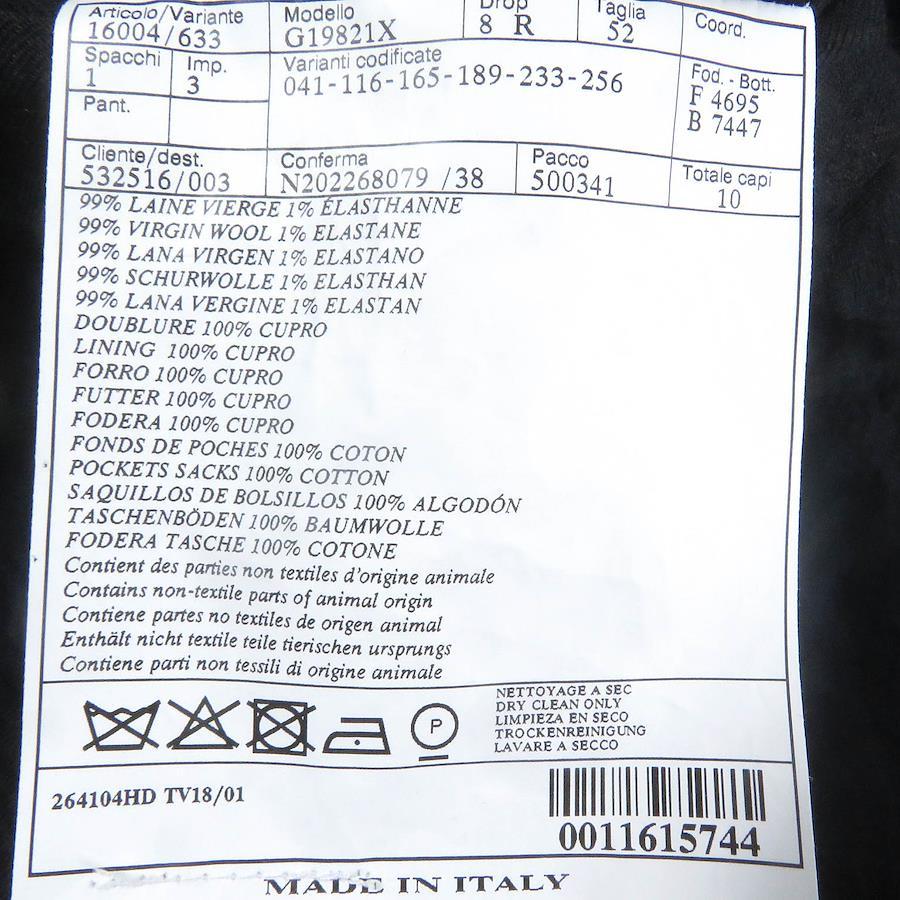 Articolo/Variante Modello Drop Taglia Coord.
16004/633 G19821X 8 R 52
Spacchi Imp. Varianti codificate Fod. - Bott.
1 3 041-116-165-189-233-256 F 4695
Pant. B 7447
Cliente/dest. Conferma Pacco Totale capi
532516/003 N202268079 /38 500341 10
99% LAINE VIERGE 1% ÉLASTHANNE
99% VIRGIN WOOL 1% ELASTANE
99% LANA VIRGEN 1% ELASTANO
99% SCHURWOLLE 1% ELASTHAN
99% LANA VERGINE 1% ELASTAN
DOUBLURE 100% CUPRO
LINING 100% CUPRO
FORRO 100% CUPRO
FUTTER 100% CUPRO
FODERA 100% CUPRO
FONDS DE POCHES 100% COTON
POCKETS SACKS 100% COTTON
SAQUILLOS DE BOLSILLOS 100% ALGODÓN
TASCHENBÖDEN 100% BAUMWOLLE
FODERA TASCHE 100% COTONE
Contient des parties non textiles d'origine animale
Contains non-textile parts of animal origin
Contiene partes no textiles de origen animal
Enthält nicht textile teile tierischen ursprungs
Contiene parti non tessili di origine animale
P
NETTOYAGE A SEC
DRY CLEAN ONLY
LIMPIEZA EN SECO
TROCKENREINIGUNG
LAVARE A SECCO
264104HD TV18/01
0011615744
MADE IN ITALY